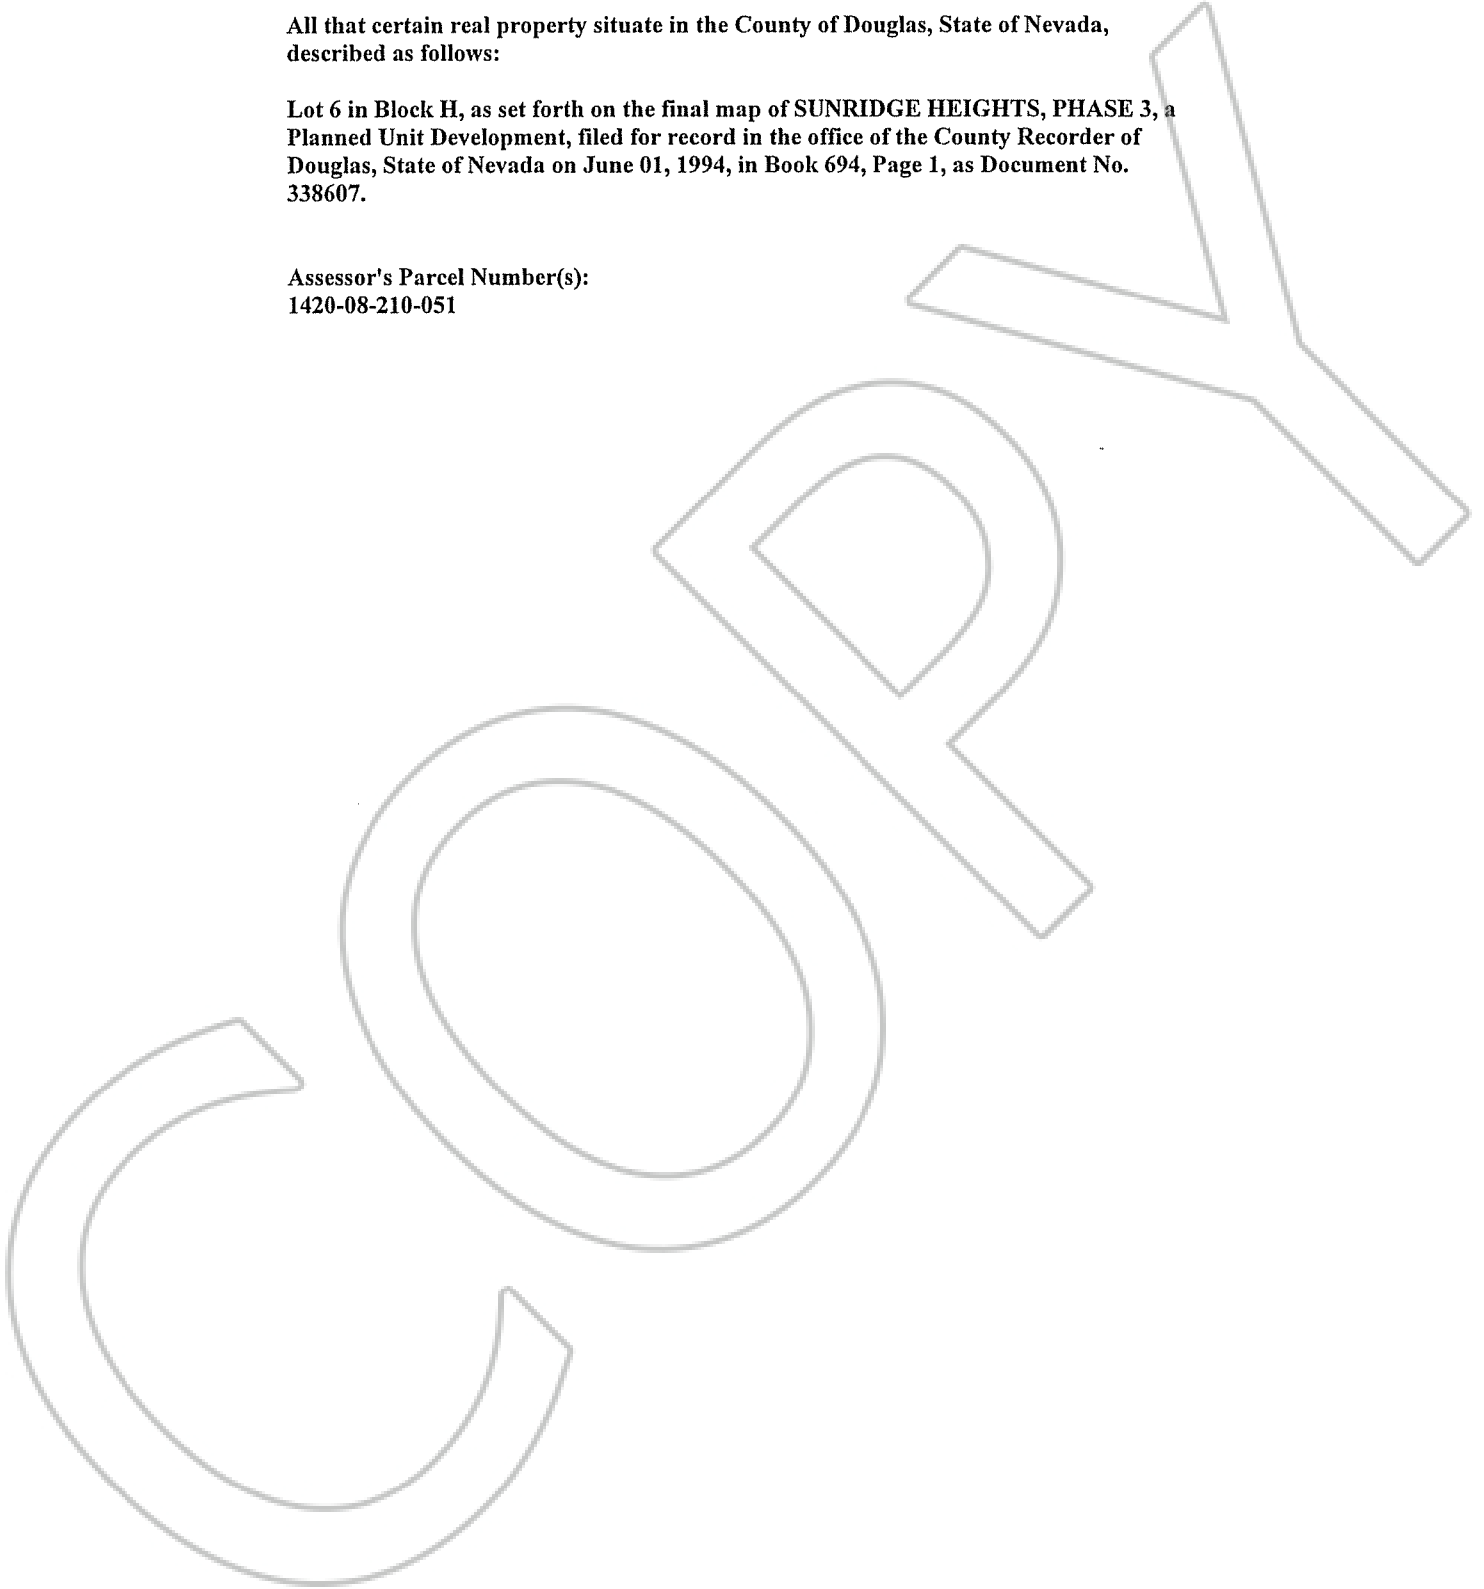 All that certain real property situate in the County of Douglas, State of Nevada,
described as follows:
Lot 6 in Block H, as set forth on the final map of SUNRIDGE HEIGHTS, PHASE 3, a
Planned Unit Development, filed for record in the office of the County Recorder of
Douglas, State of Nevada on June 01, 1994, in Book 694, Page 1, as Document No.
338607.
Assessor's Parcel Number(s):
1420-08-210-051
COPY